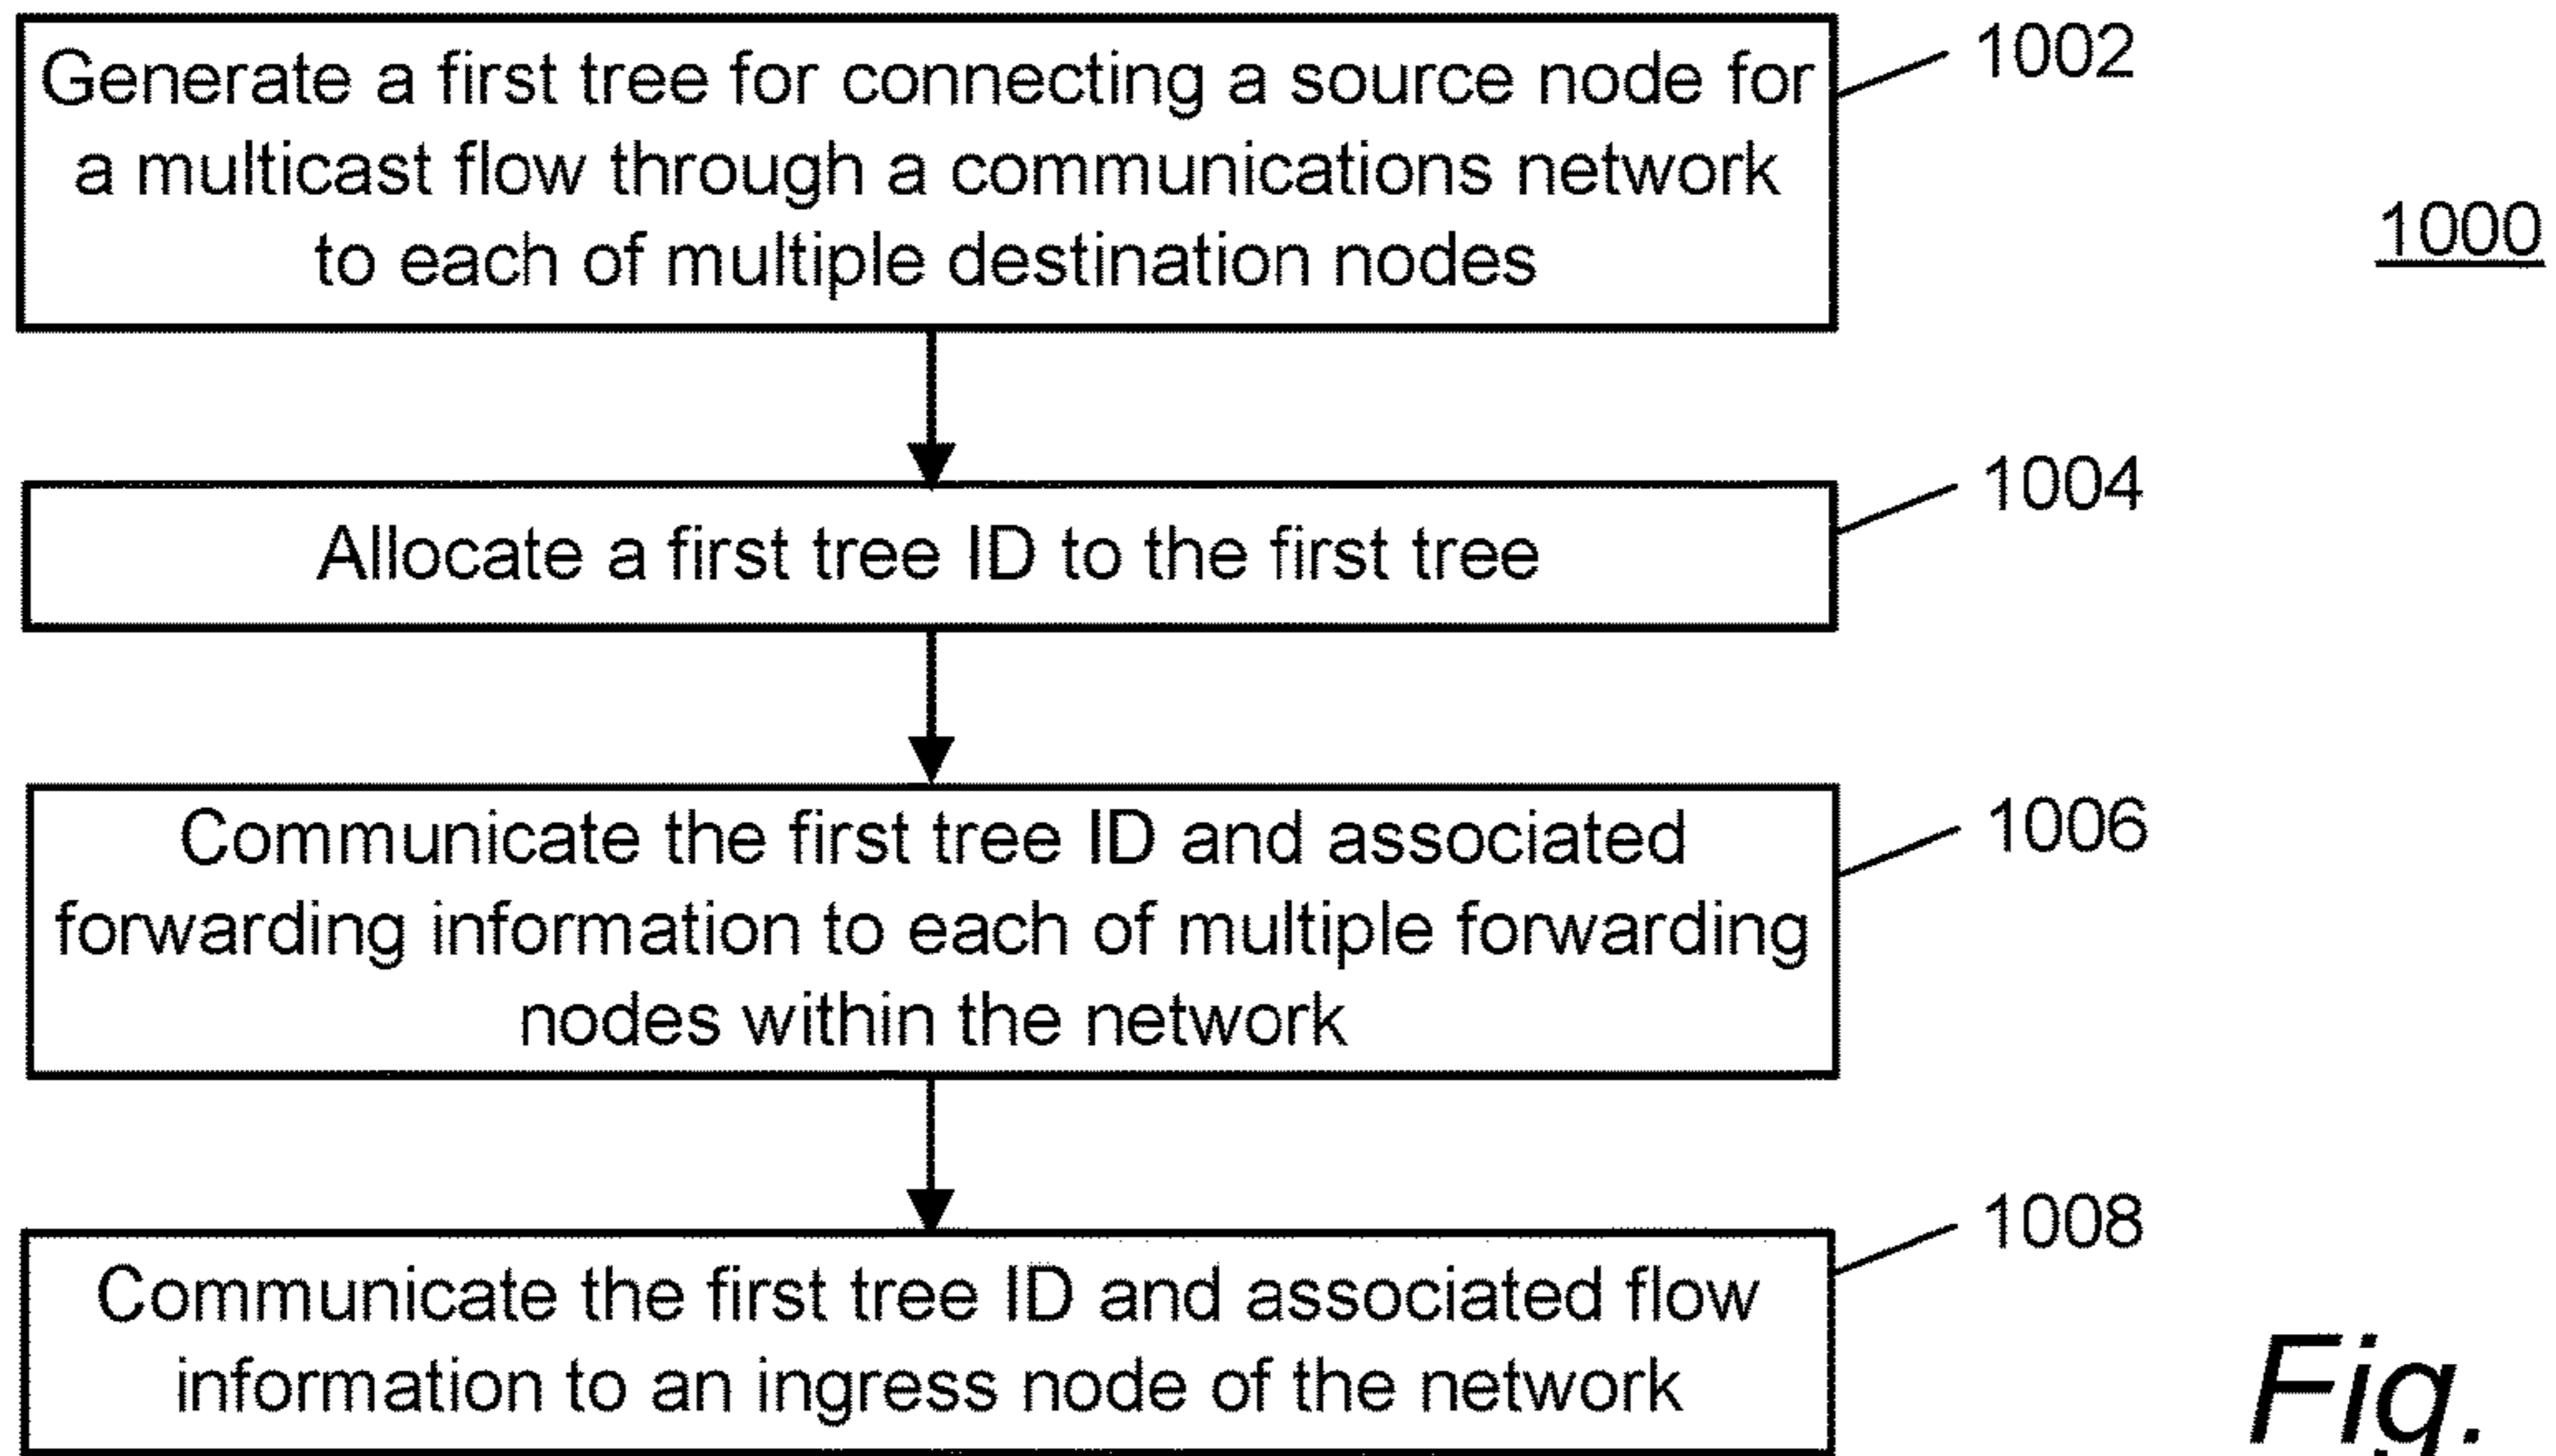 Generate a first tree for connecting a source node for
a multicast flow through a communications network
to each of multiple destination nodes
1002
1000
Allocate a first tree ID to the first tree
1004
Communicate the first tree ID and associated
forwarding information to each of multiple forwarding
nodes within the network
1006
Communicate the first tree ID and associated flow
information to an ingress node of the network
1008
Fig.